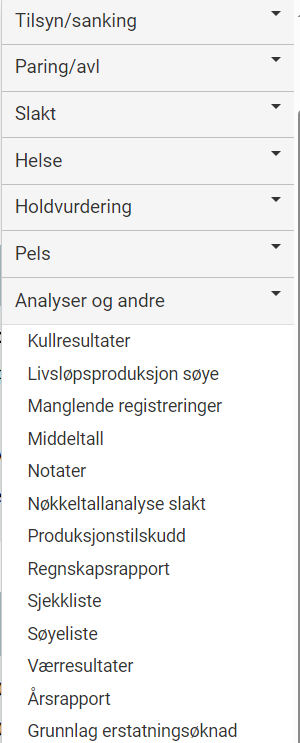 Tilsyn/sanking
Paring/avl
Slakt
Helse
Holdvurdering
Pels
Analyser og andre
Kullresultater
Livsløpsproduksjon søye
Manglende registreringer
Middeltall
Notater
Nøkkeltallanalyse slakt
Produksjonstilskudd
Regnskapsrapport
Sjekkliste
Søyeliste
Værresultater
Årsrapport
Grunnlag erstatningsøknad